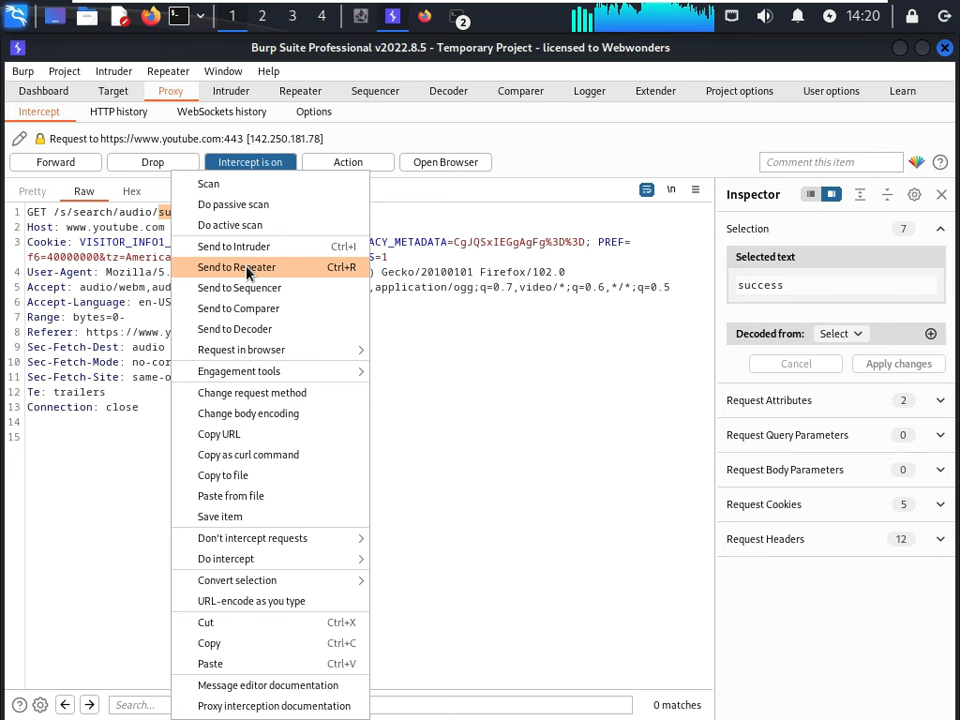 1 2 3 4 2 14:20
Burp Suite Professional v2022.8.5 - Temporary Project - licensed to Webwonders
Burp Project Intruder Repeater Window Help
Dashboard Target Proxy Intruder Repeater Sequencer Decoder Comparer Logger Extender Project options User options Learn
Intercept HTTP history WebSockets history Options
Request to https://www.youtube.com:443 [142.250.181.78]
Forward Drop Intercept is on Action Open Browser Comment this item
Pretty Raw Hex \n
1 GET /s/search/audio/su
2 Host: www.youtube.com
3 Cookie: VISITOR_INFO1_ ACY_METADATA=CgJQSxIEGgAgFg%3D%3D; PREF=
f6=40000000&tz=America S=1
4 User-Agent: Mozilla/5. ) Gecko/20100101 Firefox/102.0
5 Accept: audio/webm,aud ,application/ogg;q=0.7,video/*;q=0.6,*/*;q=0.5
6 Accept-Language: en-US
7 Range: bytes=0-
8 Referer: https://www.y
9 Sec-Fetch-Dest: audio
10 Sec-Fetch-Mode: no-cor
11 Sec-Fetch-Site: same-o
12 Te: trailers
13 Connection: close
14
15
Scan
Do passive scan
Do active scan
Send to Intruder Ctrl+I
Send to Repeater Ctrl+R
Send to Sequencer
Send to Comparer
Send to Decoder
Request in browser
Engagement tools
Change request method
Change body encoding
Copy URL
Copy as curl command
Copy to file
Paste from file
Save item
Don't intercept requests
Do intercept
Convert selection
URL-encode as you type
Cut Ctrl+X
Copy Ctrl+C
Paste Ctrl+V
Message editor documentation
Proxy interception documentation
Inspector
Selection 7
Selected text
success
Decoded from: Select
Cancel Apply changes
Request Attributes 2
Request Query Parameters 0
Request Body Parameters 0
Request Cookies 5
Request Headers 12
Search... 0 matches